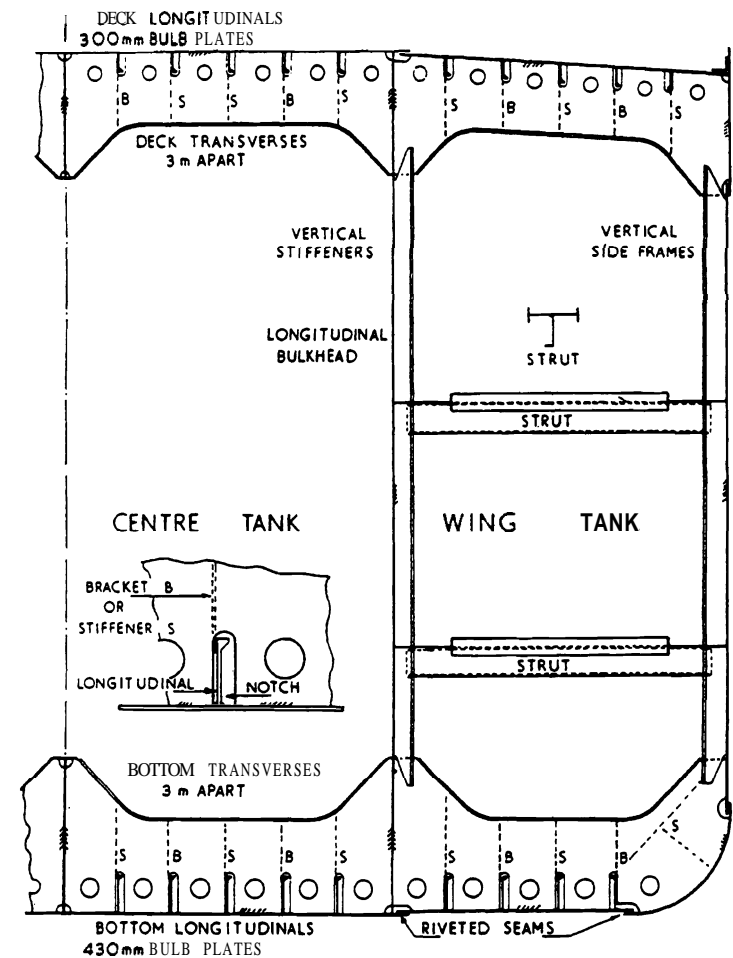 DECK LONGITUDINALS
300mm BULB PLATES
B S S B S
S B S B S
DECK TRANSVERSES
3 m APART
VERTICAL
STIFFENERS
VERTICAL
SIDE FRAMES
LONGITUDINAL
BULKHEAD
STRUT
STRUT
CENTRE TANK
WING TANK
BRACKET B
OR
STIFFENER S
LONGITUDINAL
NOTCH
STRUT
BOTTOM TRANSVERSES
3 m APART
S B S B S
S B S B S
BOTTOM LONGITUDINALS
430mm BULB PLATES
RIVETED SEAMS